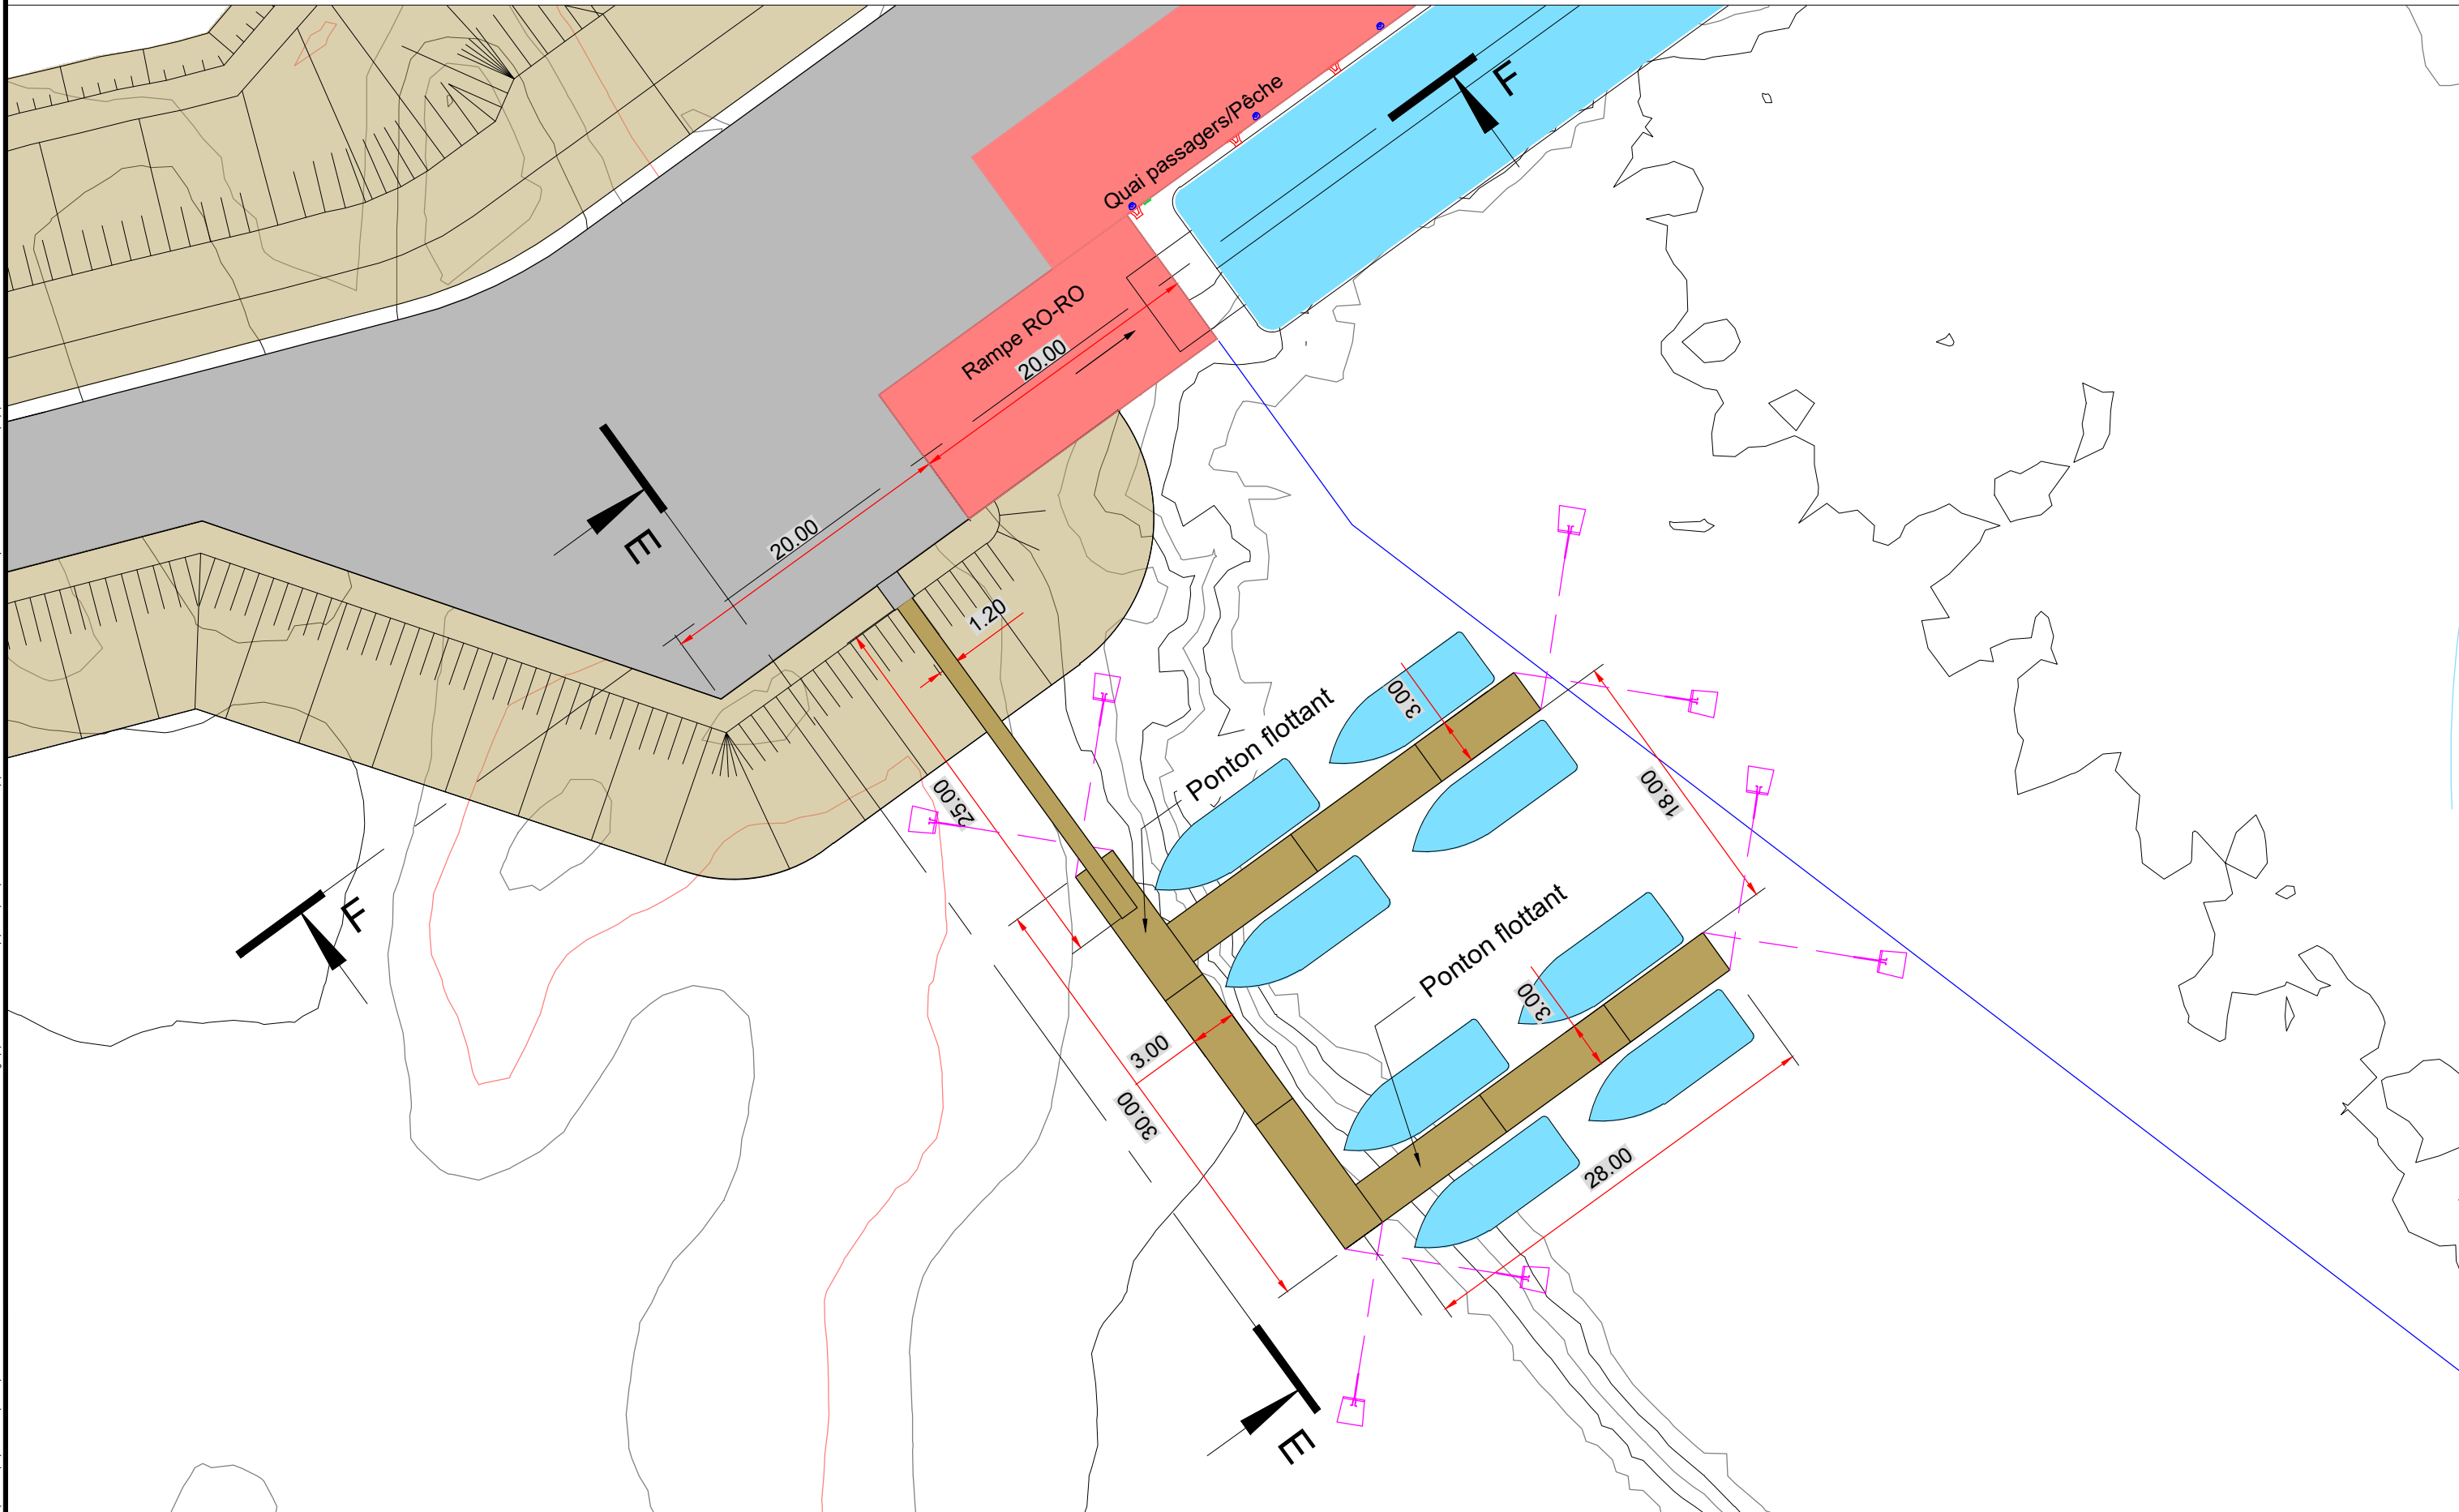 F
Quai passagers/Pêche
Rampe RO-RO
20.00
20.00
E
1.20
3.00
Ponton flottant
18.00
25.00
F
Ponton flottant
3.00
3.00
30.00
28.00
E